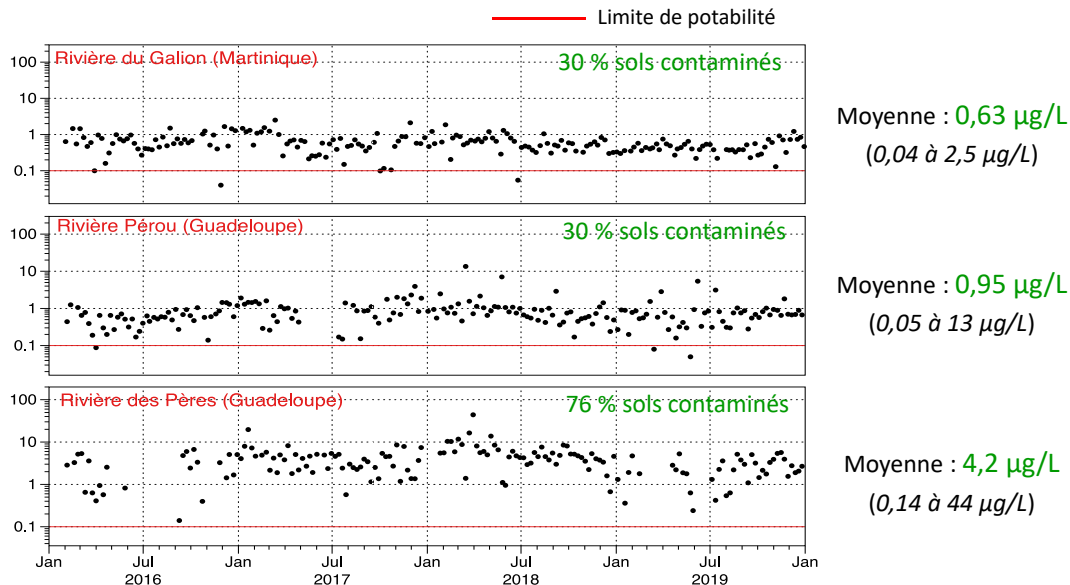 Limite de potabilité
Rivière du Galion (Martinique)
30 % sols contaminés
100
10
1
0.1
Moyenne : 0,63 µg/L
(0,04 à 2,5 µg/L)
Rivière Pérou (Guadeloupe)
30 % sols contaminés
100
10
1
0.1
Moyenne : 0,95 µg/L
(0,05 à 13 µg/L)
Rivière des Pères (Guadeloupe)
76 % sols contaminés
100
10
1
0.1
Moyenne : 4,2 µg/L
(0,14 à 44 µg/L)
Jan Jul Jan Jul Jan Jul Jan Jul Jan
2016 2017 2018 2019